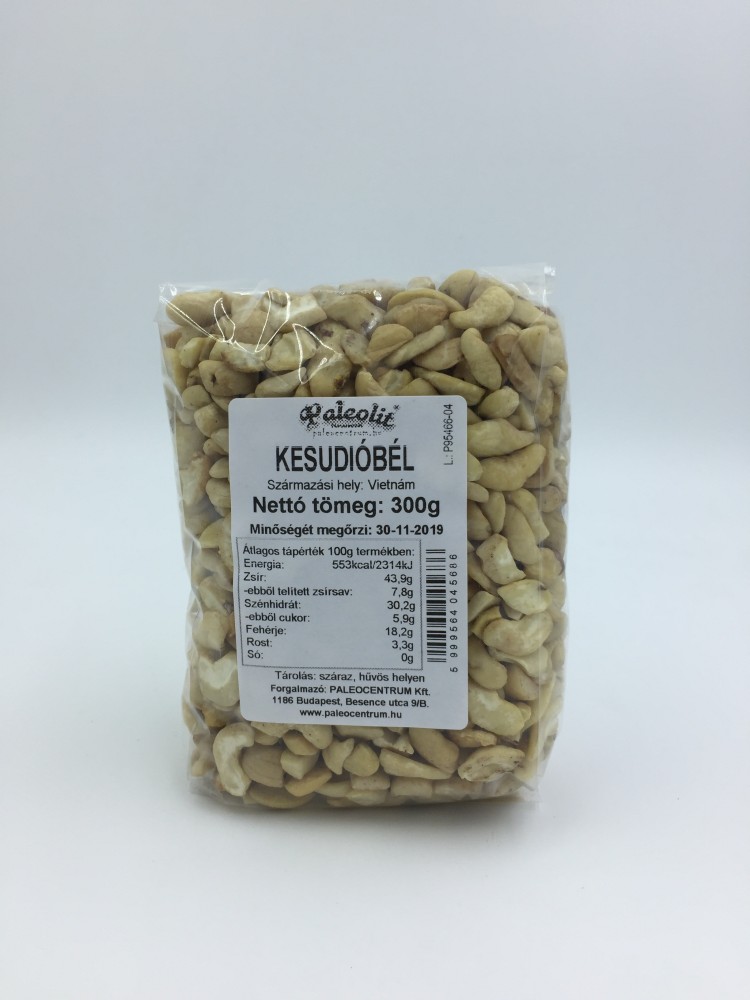 Paleolit®
paleocentrum.hu
KESUDIÓBÉL
Származási hely: Vietnám
Nettó tömeg: 300g
Minőségét megőrzi: 30-11-2019
Átlagos tápérték 100g termékben:
Energia: 553kcal/2314kJ
Zsír: 43,9g
-ebből telített zsírsav: 7,8g
Szénhidrát: 30,2g
-ebből cukor: 5,9g
Fehérje: 18,2g
Rost: 3,3g
Só: 0g
Tárolás: száraz, hűvös helyen
Forgalmazó: PALEOCENTRUM Kft.
1186 Budapest, Besence utca 9/B.
www.paleocentrum.hu
L.: P95466-04
5 999564 045686